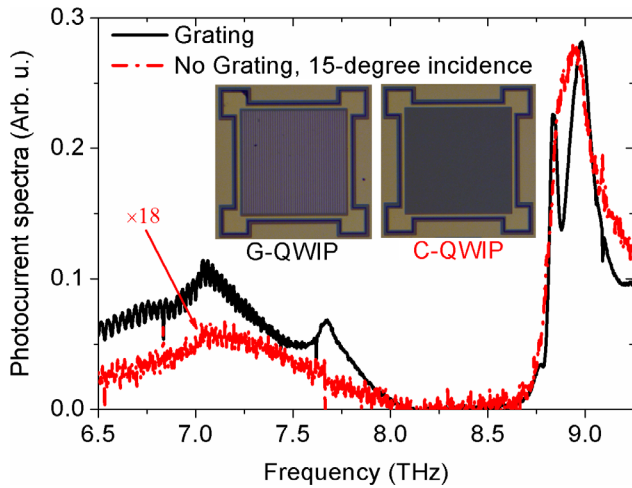 Photocurrent spectra (Arb. u.)
0.3
0.2
0.1
0.0
Grating
No Grating, 15-degree incidence
×18
G-QWIP
C-QWIP
6.5 7.0 7.5 8.0 8.5 9.0
Frequency (THz)